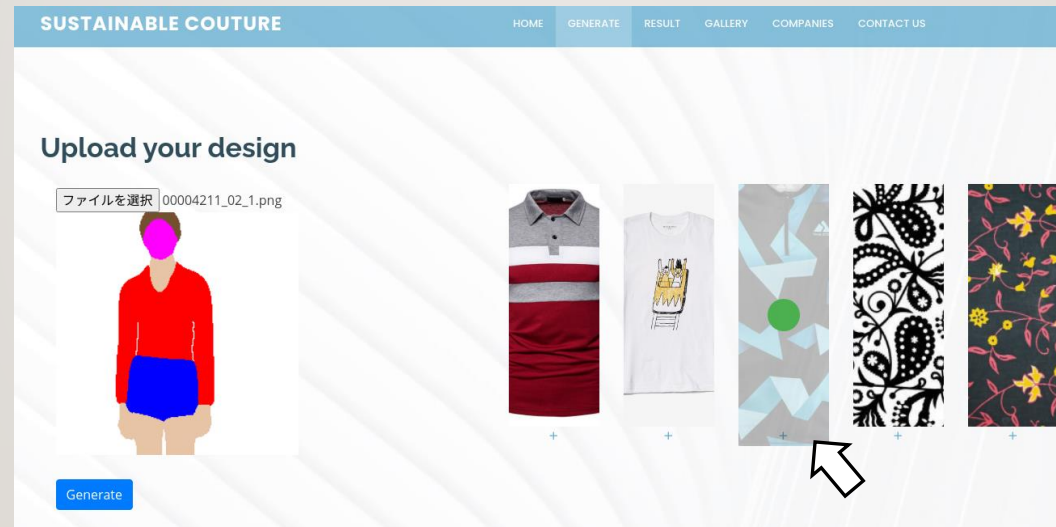 SUSTAINABLE COUTURE
HOME GENERATE RESULT GALLERY COMPANIES CONTACT US
Upload your design
ファイルを選択 00004211_02_1.png
+ + + + +
Generate